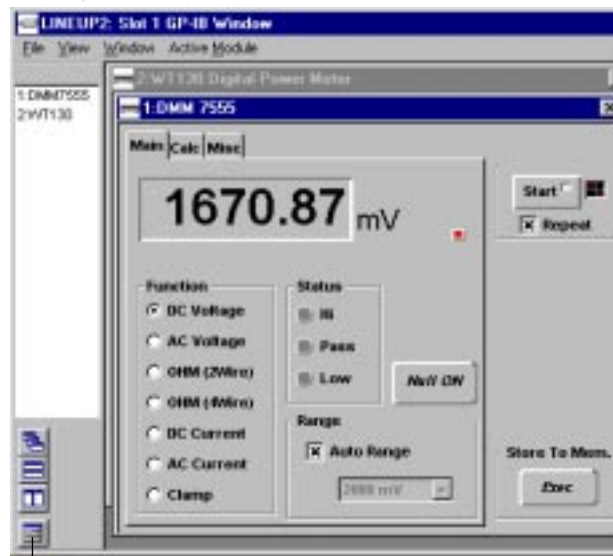 LINEUP2: Slot 1 GP-IB Window
File View Window Active Module
2:WT130 Digital Power Meter
1:DMM7555
2:WT130
1:DMM 7555
Main Calc Misc
1670.87 mV
Start
Repeat
Function
DC Voltage
AC Voltage
OHM (2Wire)
OHM (4Wire)
DC Current
AC Current
Clamp
Status
Hi
Pass
Low
Null ON
Range
Auto Range
2000 mV
Store To Mem.
Exec